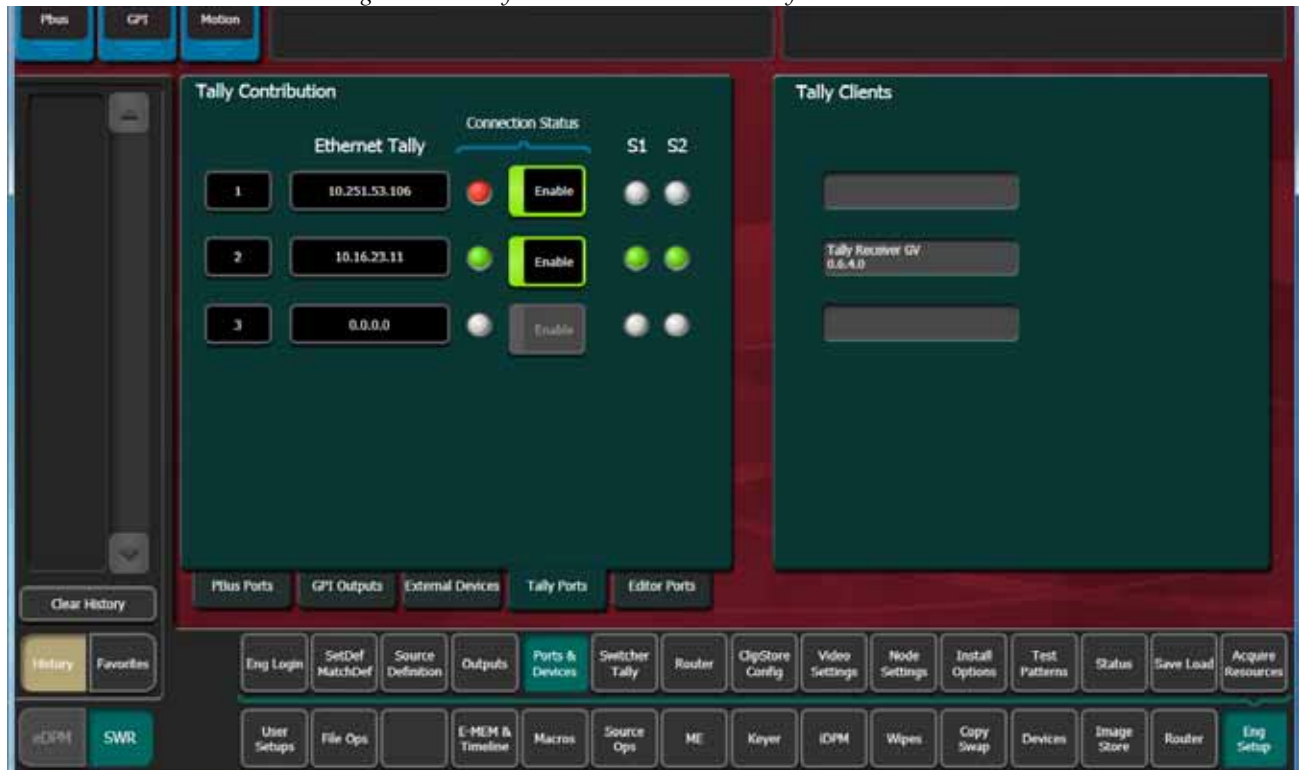 Pbus GPI Motion
Tally Contribution
Tally Clients
Connection Status
Ethernet Tally S1 S2
1 10.251.53.106 Enable
2 10.16.23.11 Enable
Tally Receiver GV
0.6.4.0
3 0.0.0.0 Enable
PBus Ports GPI Outputs External Devices Tally Ports Editor Ports
Clear History
History Favorites
Eng Login
SetDef
MatchDef
Source
Definition
Outputs
Ports &
Devices
Switcher
Tally
Router
ClipStore
Config
Video
Settings
Node
Settings
Install
Options
Test
Patterns
Status
Save Load
Acquire
Resources
eDPM SWR
User
Setups
File Ops
E-MEM &
Timeline
Macros
Source
Ops
ME
Keyer
iDPM
Wipes
Copy
Swap
Devices
Image
Store
Router
Eng
Setup